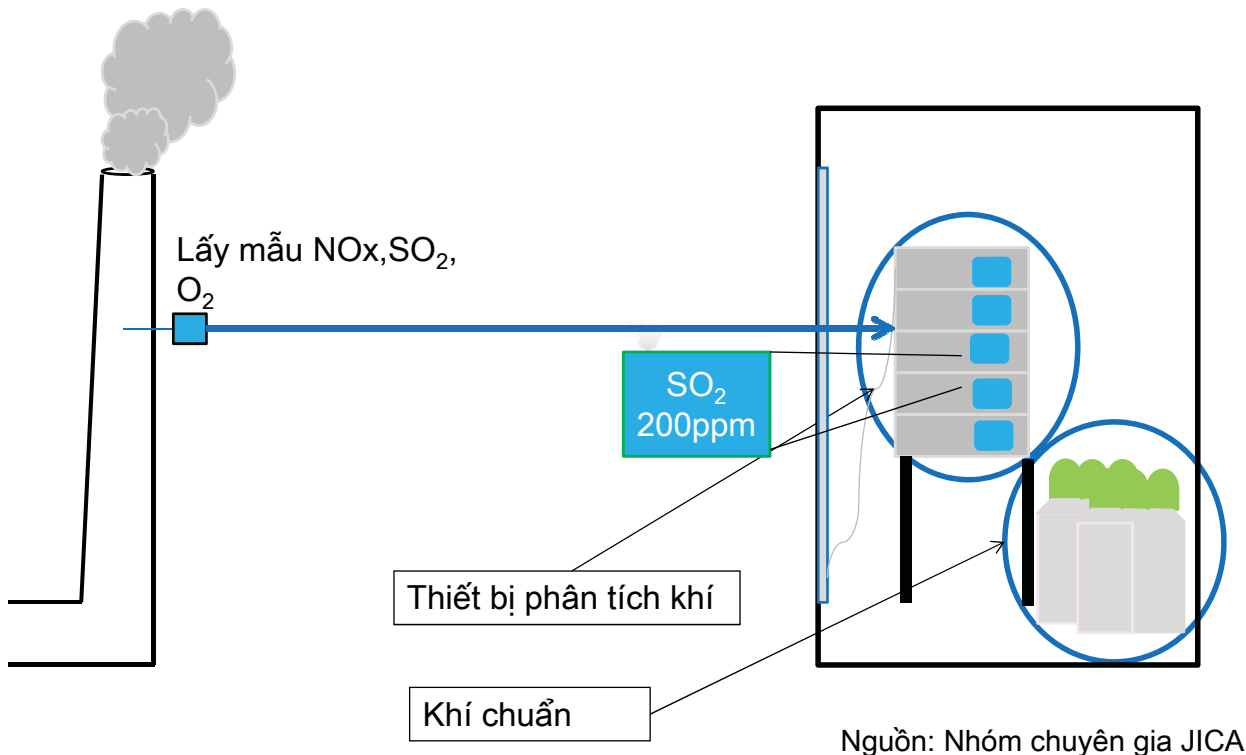 Lấy mẫu NOx,SO₂,
O₂
SO₂
200ppm
Thiết bị phân tích khí
Khí chuẩn
Nguồn: Nhóm chuyên gia JICA